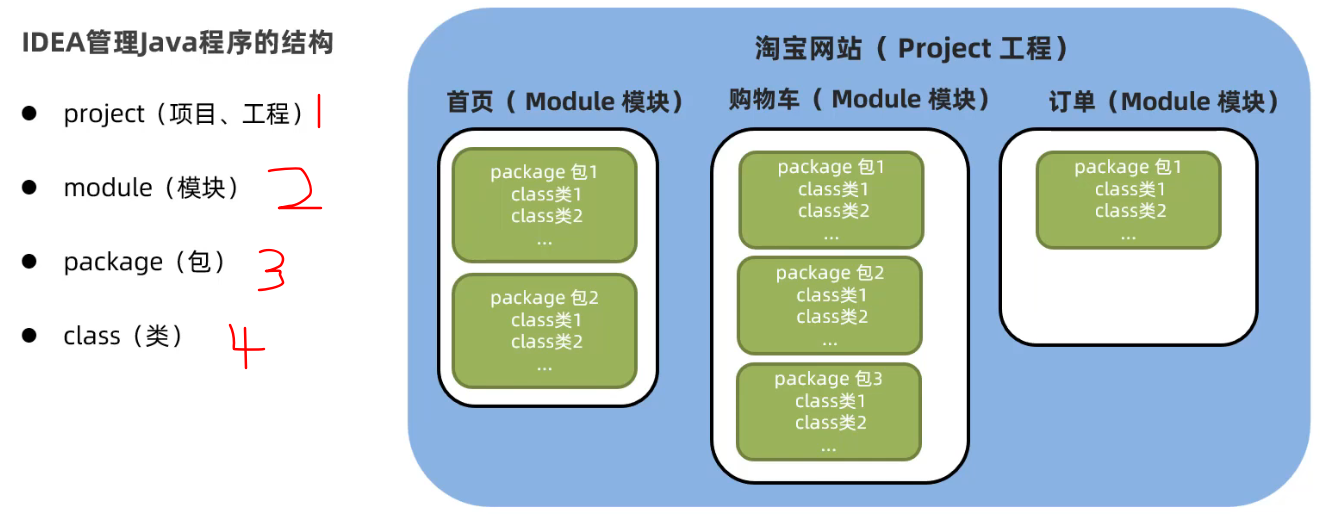 IDEA管理Java程序的结构
● project（项目、工程） 1
● module（模块） 2
● package（包） 3
● class（类） 4
淘宝网站（ Project 工程）
首页（ Module 模块）
package 包1
class类1
class类2
...
package 包2
class类1
class类2
...
购物车（ Module 模块）
package 包1
class类1
class类2
...
package 包2
class类1
class类2
...
package 包3
class类1
class类2
...
订单（Module 模块）
package 包1
class类1
class类2
...